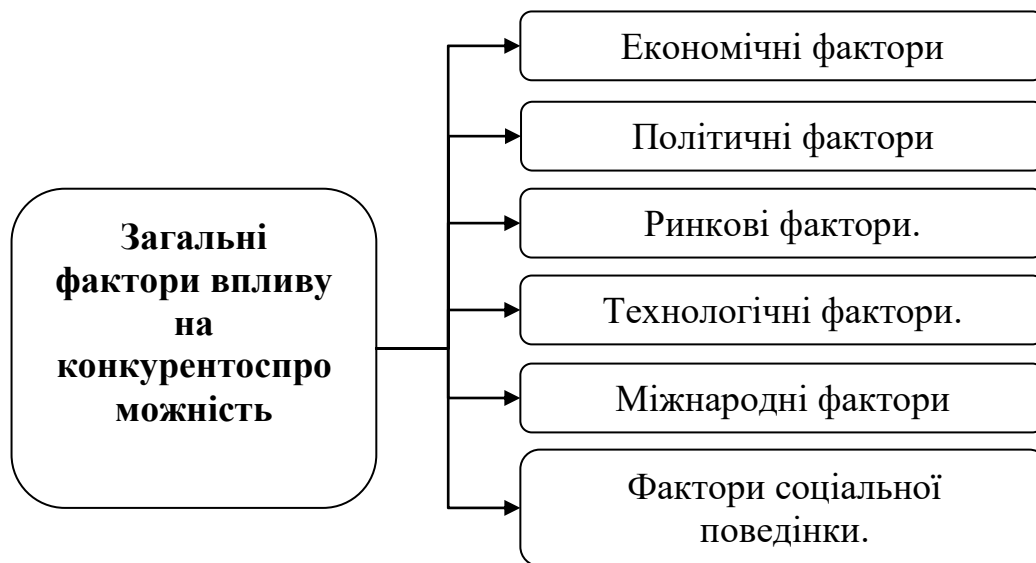 Загальні
фактори впливу
на
конкурентоспро
можність
Економічні фактори
Політичні фактори
Ринкові фактори.
Технологічні фактори.
Міжнародні фактори
Фактори соціальної
поведінки.